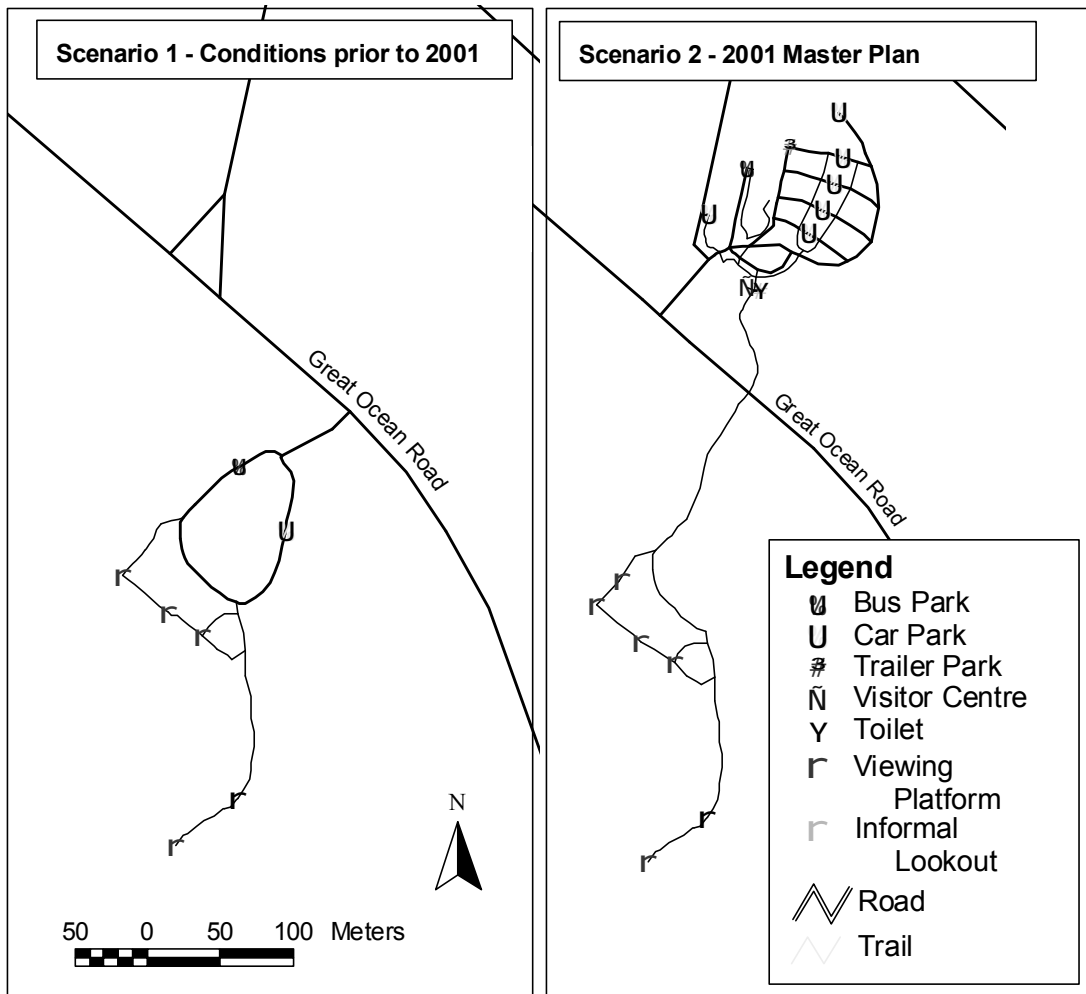 Scenario 1 - Conditions prior to 2001
Great Ocean Road
U
U
r
r
r
r
r
N
50 0 50 100 Meters
Scenario 2 - 2001 Master Plan
U
U
U
U
U
U
Ñ Y
Great Ocean Road
r
r
r
r
r
r
Legend
Bus Park
U Car Park
# Trailer Park
Ñ Visitor Centre
Y Toilet
r Viewing
Platform
r Informal
Lookout
Road
Trail